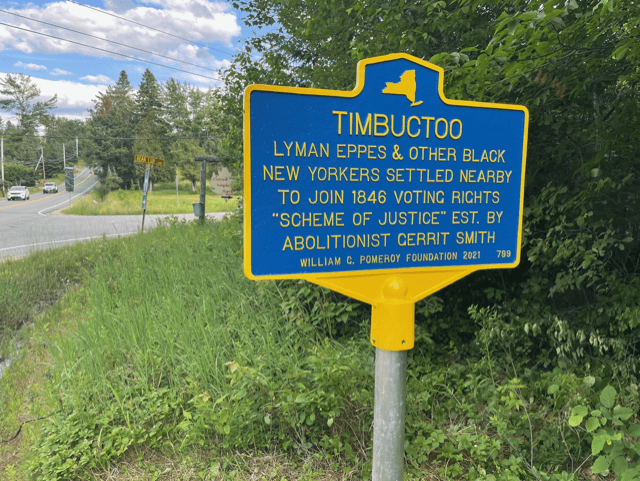 TIMBUCTOO
LYMAN EPPES & OTHER BLACK
NEW YORKERS SETTLED NEARBY
TO JOIN 1846 VOTING RIGHTS
"SCHEME OF JUSTICE" EST. BY
ABOLITIONIST GERRIT SMITH
WILLIAM G. POMEROY FOUNDATION 2021 799